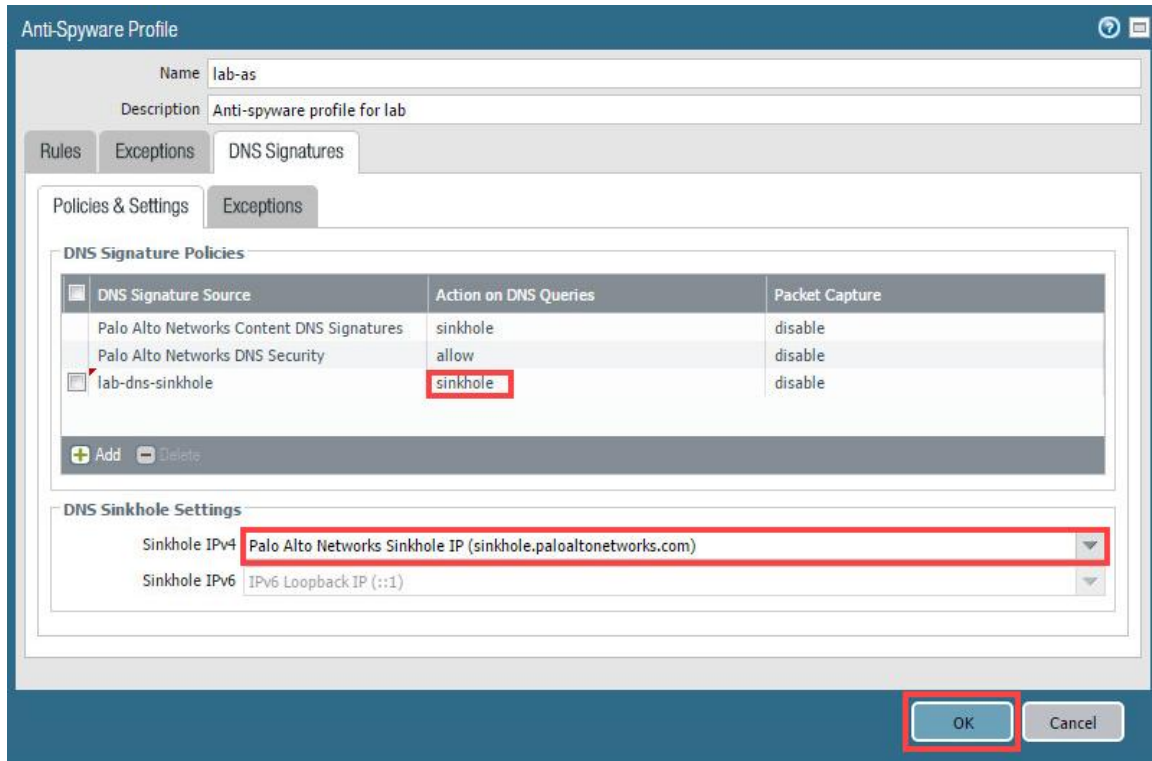 Anti-Spyware Profile
Name lab-as
Description Anti-spyware profile for lab
Rules Exceptions DNS Signatures
Policies & Settings Exceptions
DNS Signature Policies
DNS Signature Source Action on DNS Queries Packet Capture
Palo Alto Networks Content DNS Signatures sinkhole disable
Palo Alto Networks DNS Security allow disable
lab-dns-sinkhole sinkhole disable
Add Delete
DNS Sinkhole Settings
Sinkhole IPv4 Palo Alto Networks Sinkhole IP (sinkhole.paloaltonetworks.com)
Sinkhole IPv6 IPv6 Loopback IP (::1)
OK Cancel